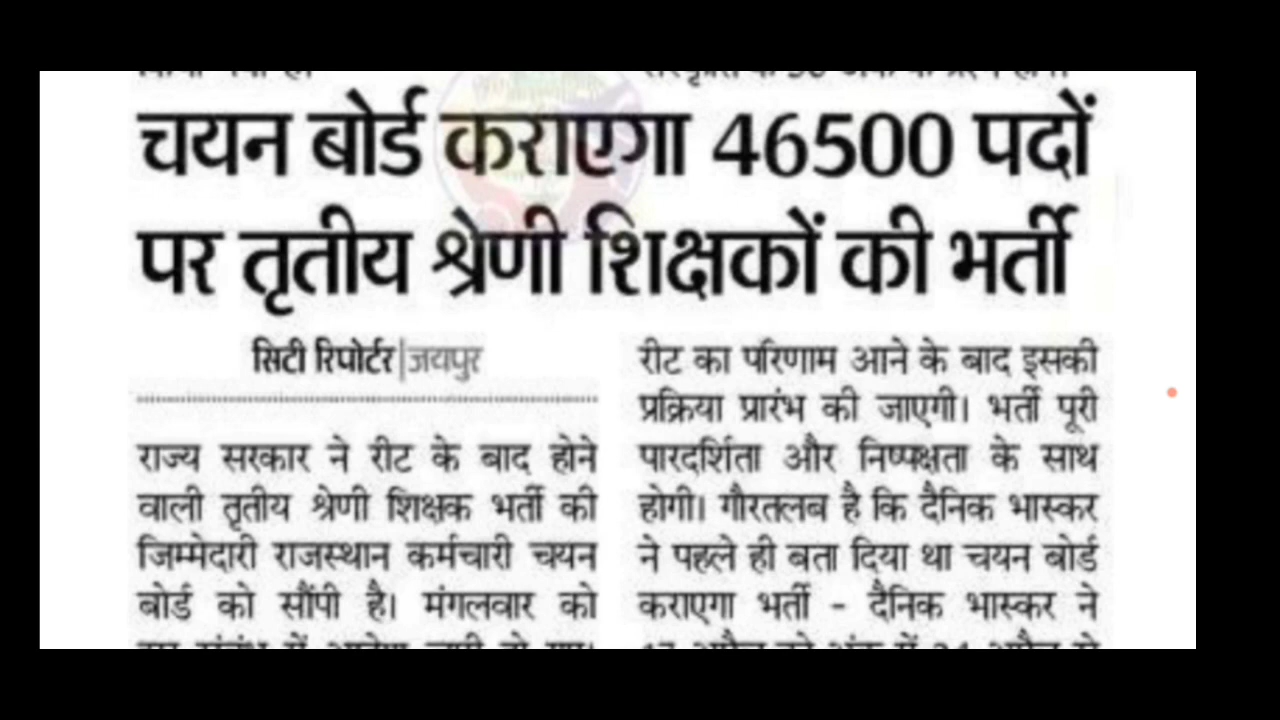 चयन बोर्ड कराएगा 46500 पदों
पर तृतीय श्रेणी शिक्षकों की भर्ती
सिटी रिपोर्टर|जयपुर
राज्य सरकार ने रीट के बाद होने
वाली तृतीय श्रेणी शिक्षक भर्ती की
जिम्मेदारी राजस्थान कर्मचारी चयन
बोर्ड को सौंपी है। मंगलवार को
रीट का परिणाम आने के बाद इसकी
प्रक्रिया प्रारंभ की जाएगी। भर्ती पूरी
पारदर्शिता और निष्पक्षता के साथ
होगी। गौरतलब है कि दैनिक भास्कर
ने पहले ही बता दिया था चयन बोर्ड
कराएगा भर्ती - दैनिक भास्कर ने